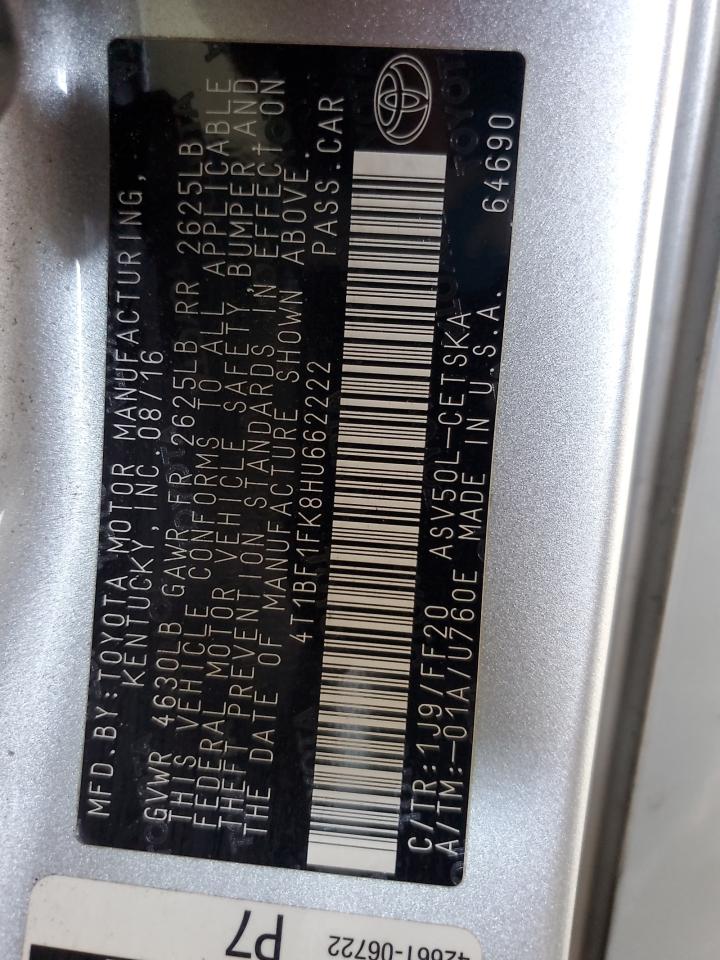 MFD.BY:TOYOTA MOTOR MANUFACTURING,
KENTUCKY,INC. 08/16
GVWR 4630LB GAWR FR 2625LB RR 2625LB
THIS VEHICLE CONFORMS TO ALL APPLICABLE
FEDERAL MOTOR VEHICLE SAFETY, BUMPER, AND
THEFT PREVENTION STANDARDS IN EFFECT ON
THE DATE OF MANUFACTURE SHOWN ABOVE.
4T1BF1FK8HU662222 PASS.CAR
C/TR:1J9/FF20 ASV50L-CETSKA 64690
A/TM:-01A/U760E MADE IN U.S.A.
P7
42661-06722